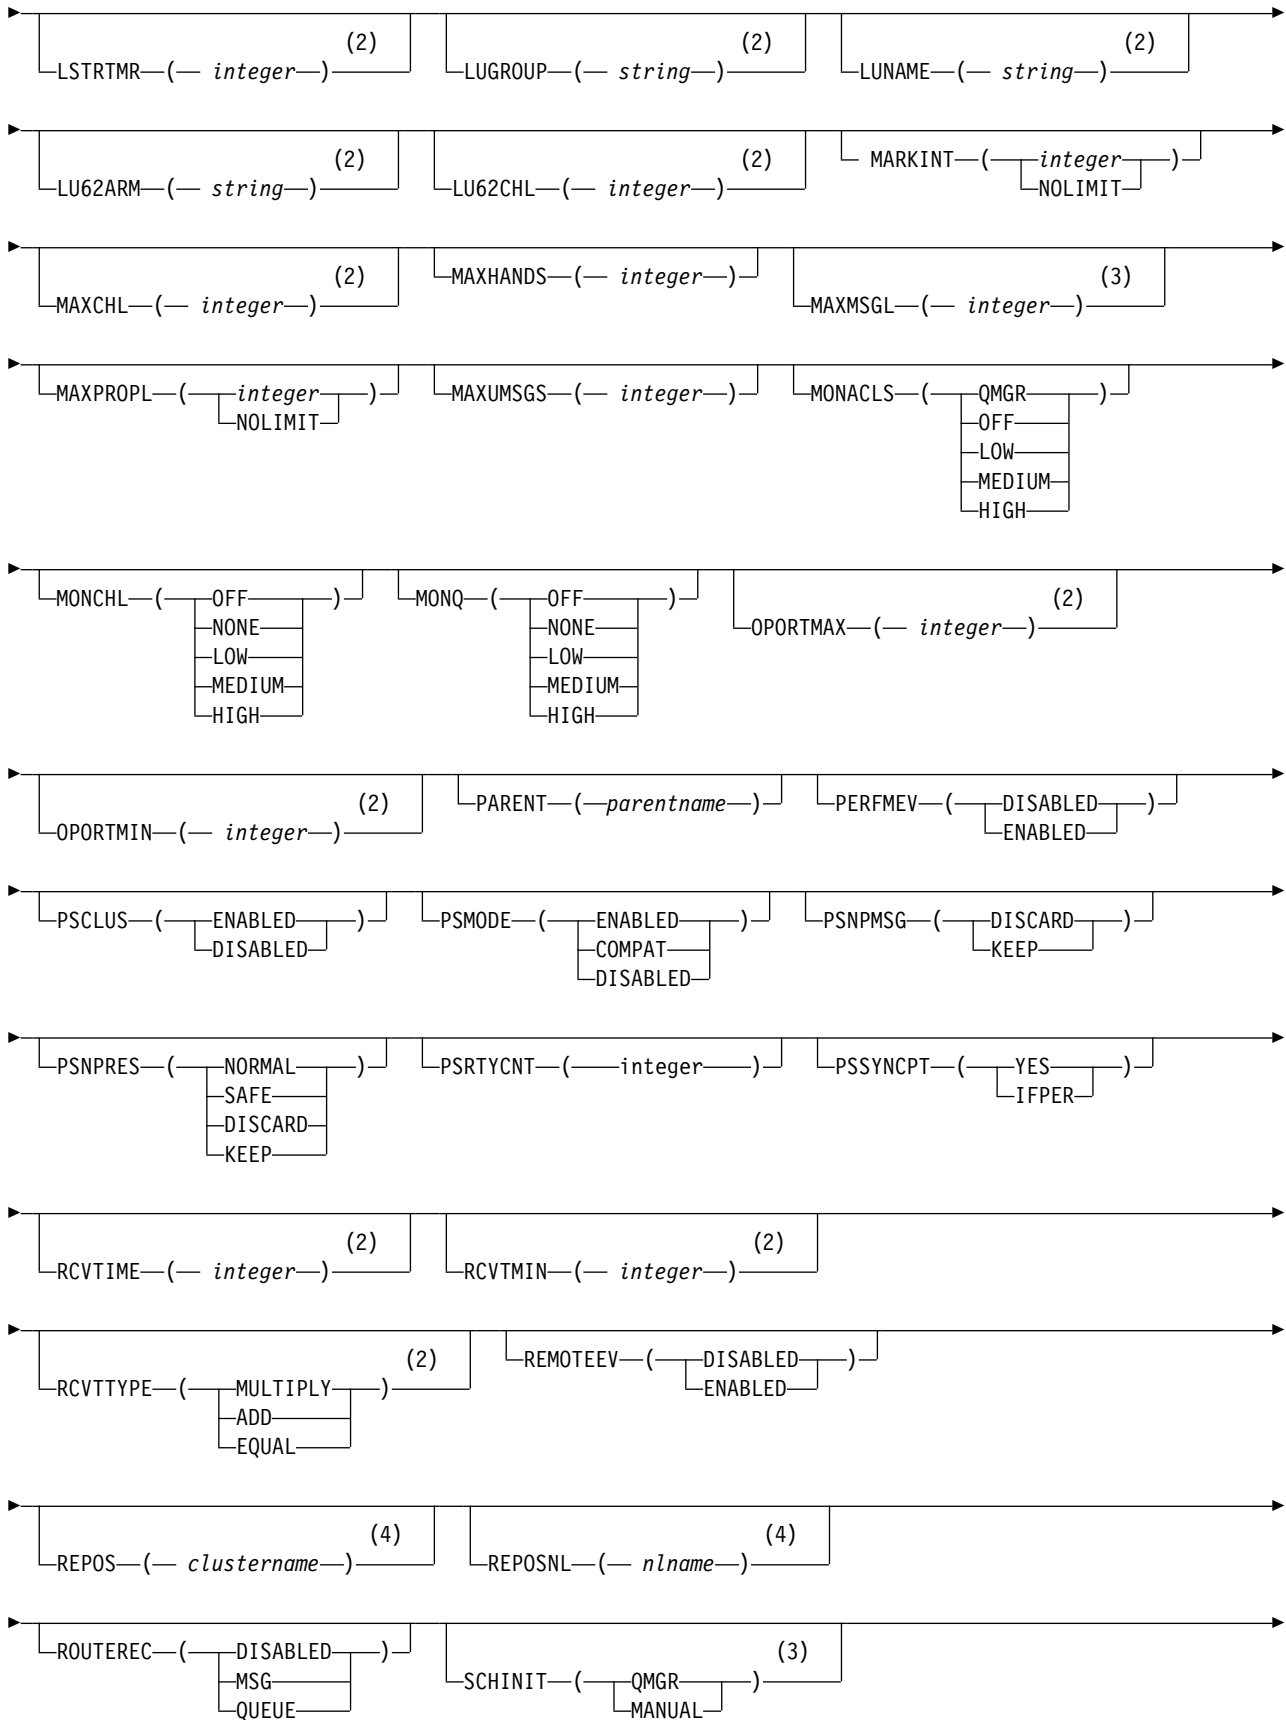 (2) (2) (2)
LSTRTMR ( integer ) LUGROUP ( string ) LUNAME ( string )
(2) (2) MARKINT ( integer )
LU62ARM ( string ) LU62CHL ( integer ) NOLIMIT
(2) MAXHANDS ( integer ) (3)
MAXCHL ( integer ) MAXMSGL ( integer )
MAXPROPL ( integer ) MAXUMSGS ( integer ) MONACLS ( QMGR )
NOLIMIT OFF
LOW
MEDIUM
HIGH
MONCHL ( OFF ) MONQ ( OFF ) (2)
NONE NONE OPORTMAX ( integer )
LOW LOW
MEDIUM MEDIUM
HIGH HIGH
(2) PARENT ( parentname ) PERFMEV ( DISABLED )
OPORTMIN ( integer ) ENABLED
PSCLUS ( ENABLED ) PSMODE ( ENABLED ) PSNPMSG ( DISCARD )
DISABLED COMPAT KEEP
DISABLED
PSNPRES ( NORMAL ) PSRTYCNT ( integer ) PSSYNCPT ( YES )
SAFE IFPER
DISCARD
KEEP
(2) (2)
RCVTIME ( integer ) RCVTMIN ( integer )
(2) REMOTEEV ( DISABLED )
RCVTTYPE ( MULTIPLY ) ENABLED
ADD
EQUAL
(4) (4)
REPOS ( clustername ) REPOSNL ( nlname )
ROUTEREC ( DISABLED ) (3)
MSG SCHINIT ( QMGR )
QUEUE MANUAL